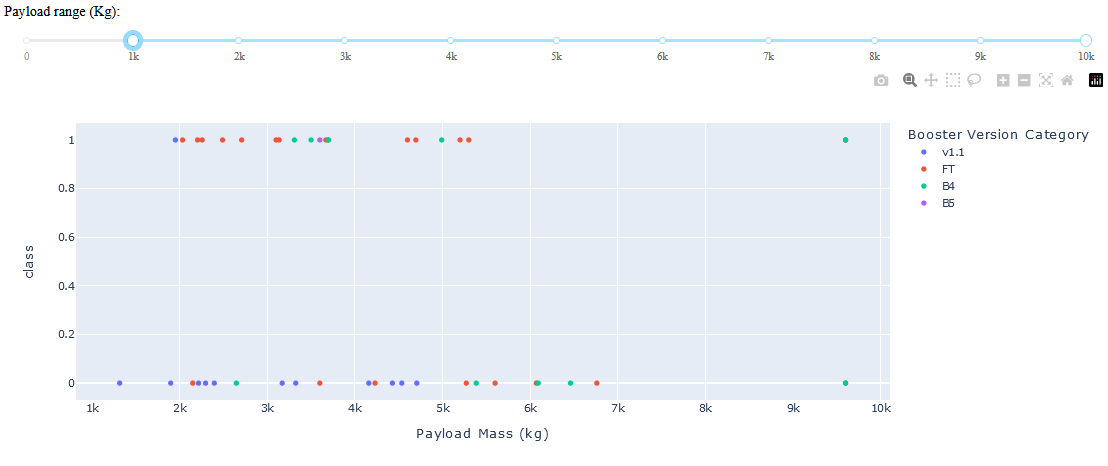 Payload range (Kg):
0 1k 2k 3k 4k 5k 6k 7k 8k 9k 10k
Booster Version Category
v1.1
FT
B4
B5
1
0.8
0.6
0.4
0.2
0
class
1k 2k 3k 4k 5k 6k 7k 8k 9k 10k
Payload Mass (kg)